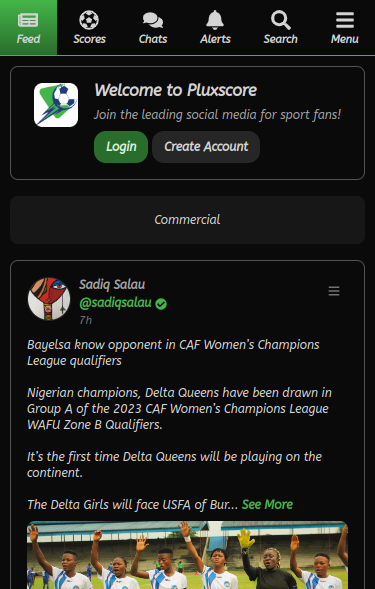 Feed Scores Chats Alerts Search Menu
Welcome to Pluxscore
Join the leading social media for sport fans!
Login Create Account
Commercial
Sadiq Salau
@sadiqsalau
7h
Bayelsa know opponent in CAF Women's Champions
League qualifiers
Nigerian champions, Delta Queens have been drawn in
Group A of the 2023 CAF Women's Champions League
WAFU Zone B Qualifiers.
It's the first time Delta Queens will be playing on the
continent.
The Delta Girls will face USFA of Bur... See More